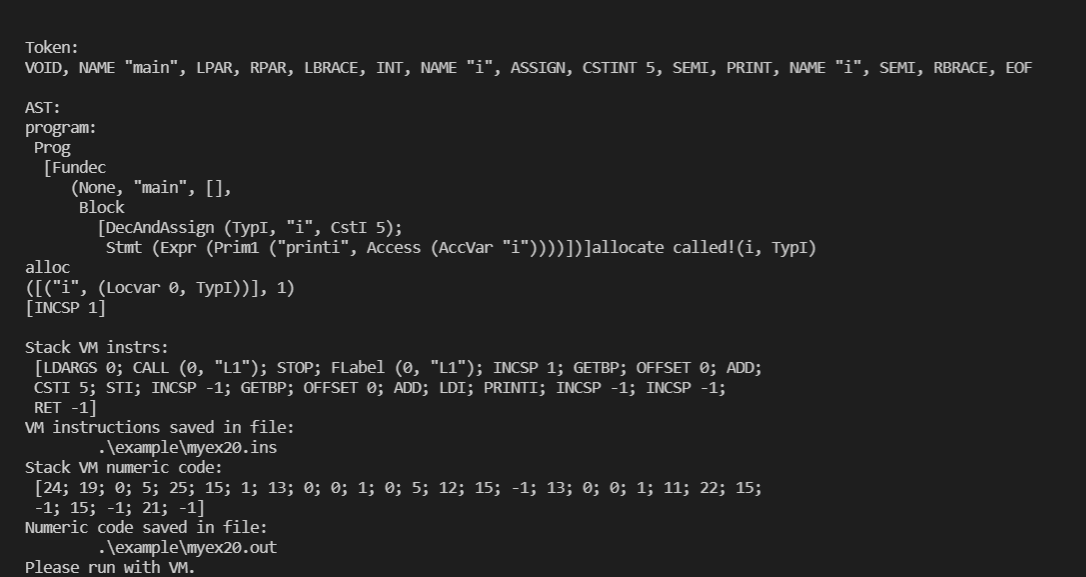 Token:
VOID, NAME "main", LPAR, RPAR, LBRACE, INT, NAME "i", ASSIGN, CSTINT 5, SEMI, PRINT, NAME "i", SEMI, RBRACE, EOF
AST:
program:
Prog
[Fundec
(None, "main", [],
Block
[DecAndAssign (TypI, "i", CstI 5);
Stmt (Expr (Prim1 ("printi", Access (AccVar "i"))))])]allocate called!(i, TypI)
alloc
([("i", (Locvar 0, TypI))], 1)
[INCSP 1]
Stack VM instrs:
[LDARGS 0; CALL (0, "L1"); STOP; FLabel (0, "L1"); INCSP 1; GETBP; OFFSET 0; ADD;
CSTI 5; STI; INCSP -1; GETBP; OFFSET 0; ADD; LDI; PRINTI; INCSP -1; INCSP -1;
RET -1]
VM instructions saved in file:
.\example\myex20.ins
Stack VM numeric code:
[24; 19; 0; 5; 25; 15; 1; 13; 0; 0; 1; 0; 5; 12; 15; -1; 13; 0; 0; 1; 11; 22; 15;
-1; 15; -1; 21; -1]
Numeric code saved in file:
.\example\myex20.out
Please run with VM.